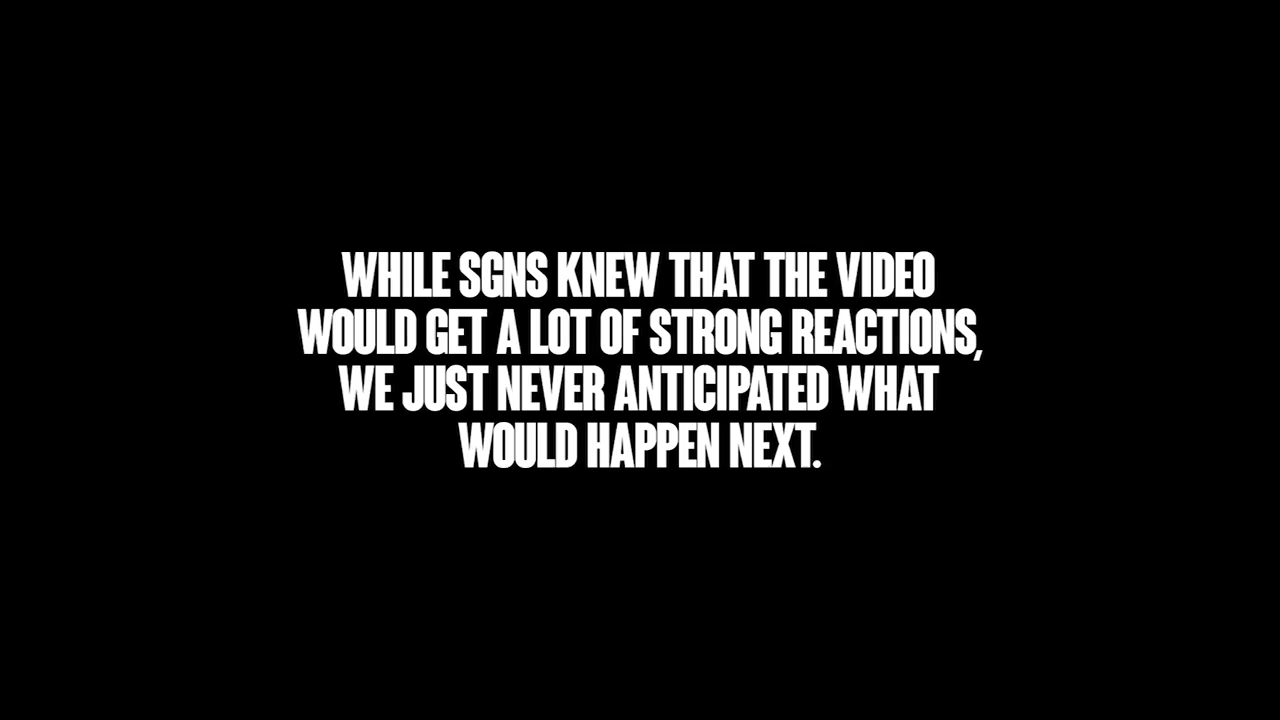 WHILE SGNS KNEW THAT THE VIDEO
WOULD GET A LOT OF STRONG REACTIONS,
WE JUST NEVER ANTICIPATED WHAT
WOULD HAPPEN NEXT.